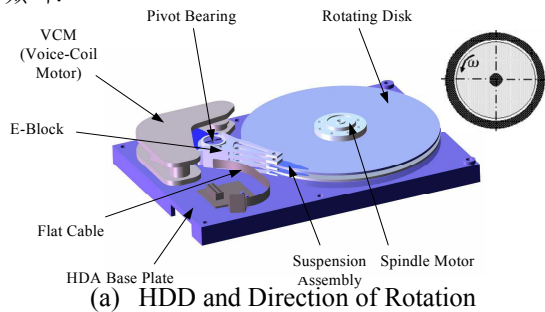 Pivot Bearing
VCM
(Voice-Coil
Motor)
Rotating Disk
ω
E-Block
Flat Cable
HDA Base Plate
Suspension
Assembly
Spindle Motor
(a) HDD and Direction of Rotation